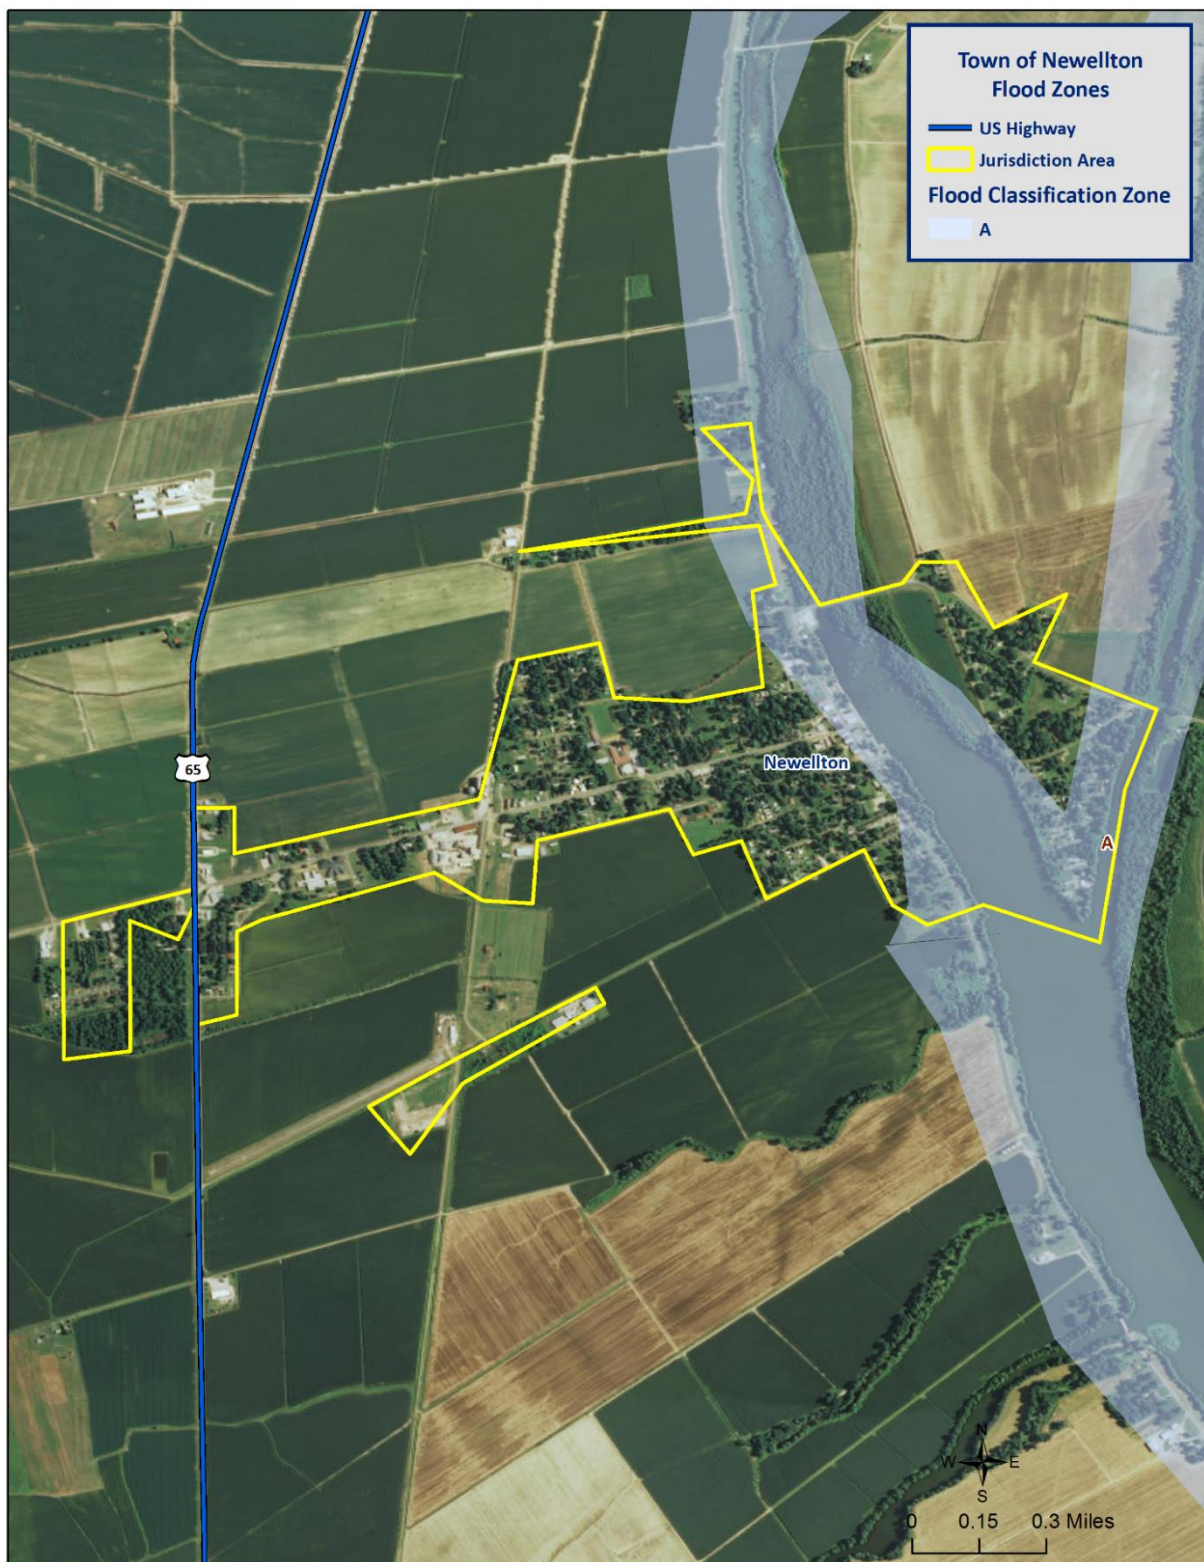 Town of Newellton
Flood Zones
US Highway
Jurisdiction Area
Flood Classification Zone
A
65
Newellton
A
N
W E
S
0 0.15 0.3 Miles